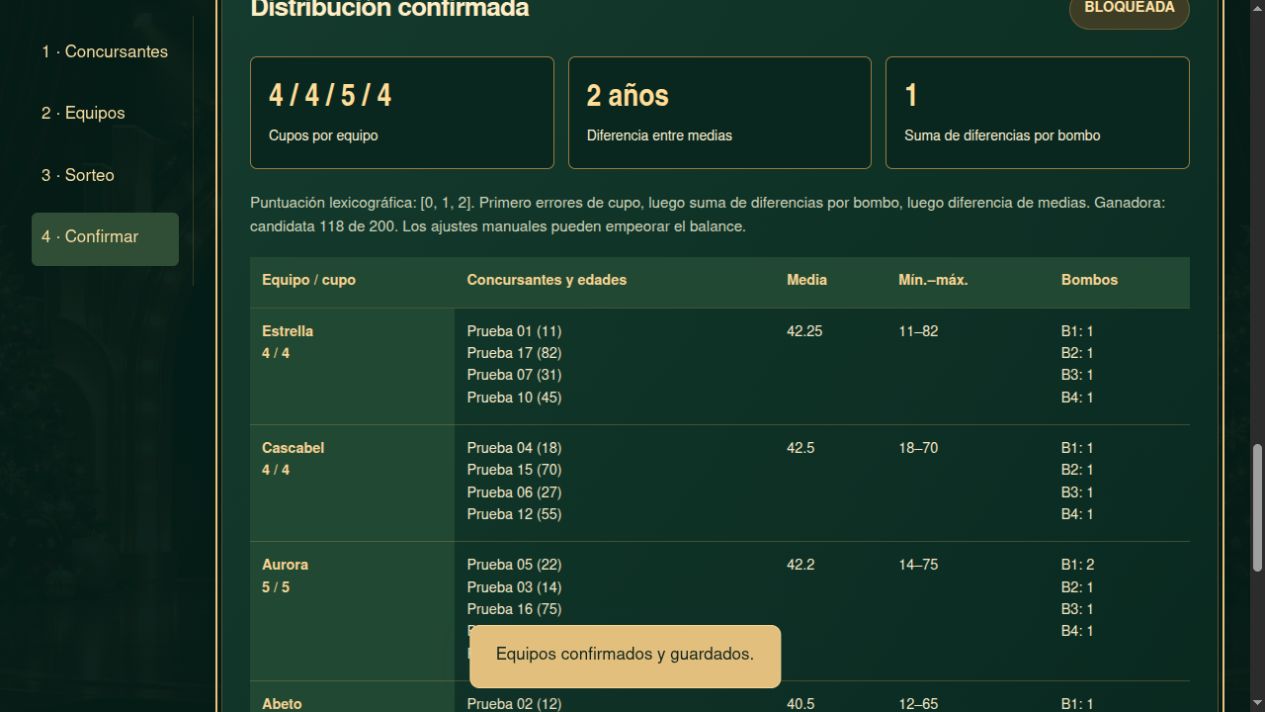 1 · Concursantes
2 · Equipos
3 · Sorteo
4 · Confirmar
Distribución confirmada
BLOQUEADA
4 / 4 / 5 / 4
Cupos por equipo
2 años
Diferencia entre medias
1
Suma de diferencias por bombo
Puntuación lexicográfica: [0, 1, 2]. Primero errores de cupo, luego suma de diferencias por bombo, luego diferencia de medias. Ganadora:
candidata 118 de 200. Los ajustes manuales pueden empeorar el balance.
Equipo / cupo Concursantes y edades Media Mín.–máx. Bombos
Estrella Prueba 01 (11) 42.25 11–82 B1: 1
4 / 4 Prueba 17 (82) B2: 1
Prueba 07 (31) B3: 1
Prueba 10 (45) B4: 1
Cascabel Prueba 04 (18) 42.5 18–70 B1: 1
4 / 4 Prueba 15 (70) B2: 1
Prueba 06 (27) B3: 1
Prueba 12 (55) B4: 1
Aurora Prueba 05 (22) 42.2 14–75 B1: 2
5 / 5 Prueba 03 (14) B2: 1
Prueba 16 (75) B3: 1
B4: 1
Equipos confirmados y guardados.
Abeto Prueba 02 (12) 40.5 12–65 B1: 1